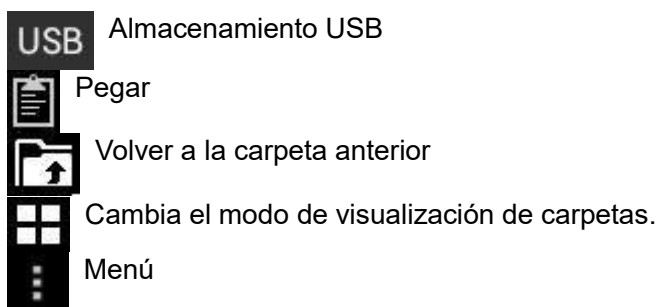 USB Almacenamiento USB
Pegar
Volver a la carpeta anterior
Cambia el modo de visualización de carpetas.
Menú